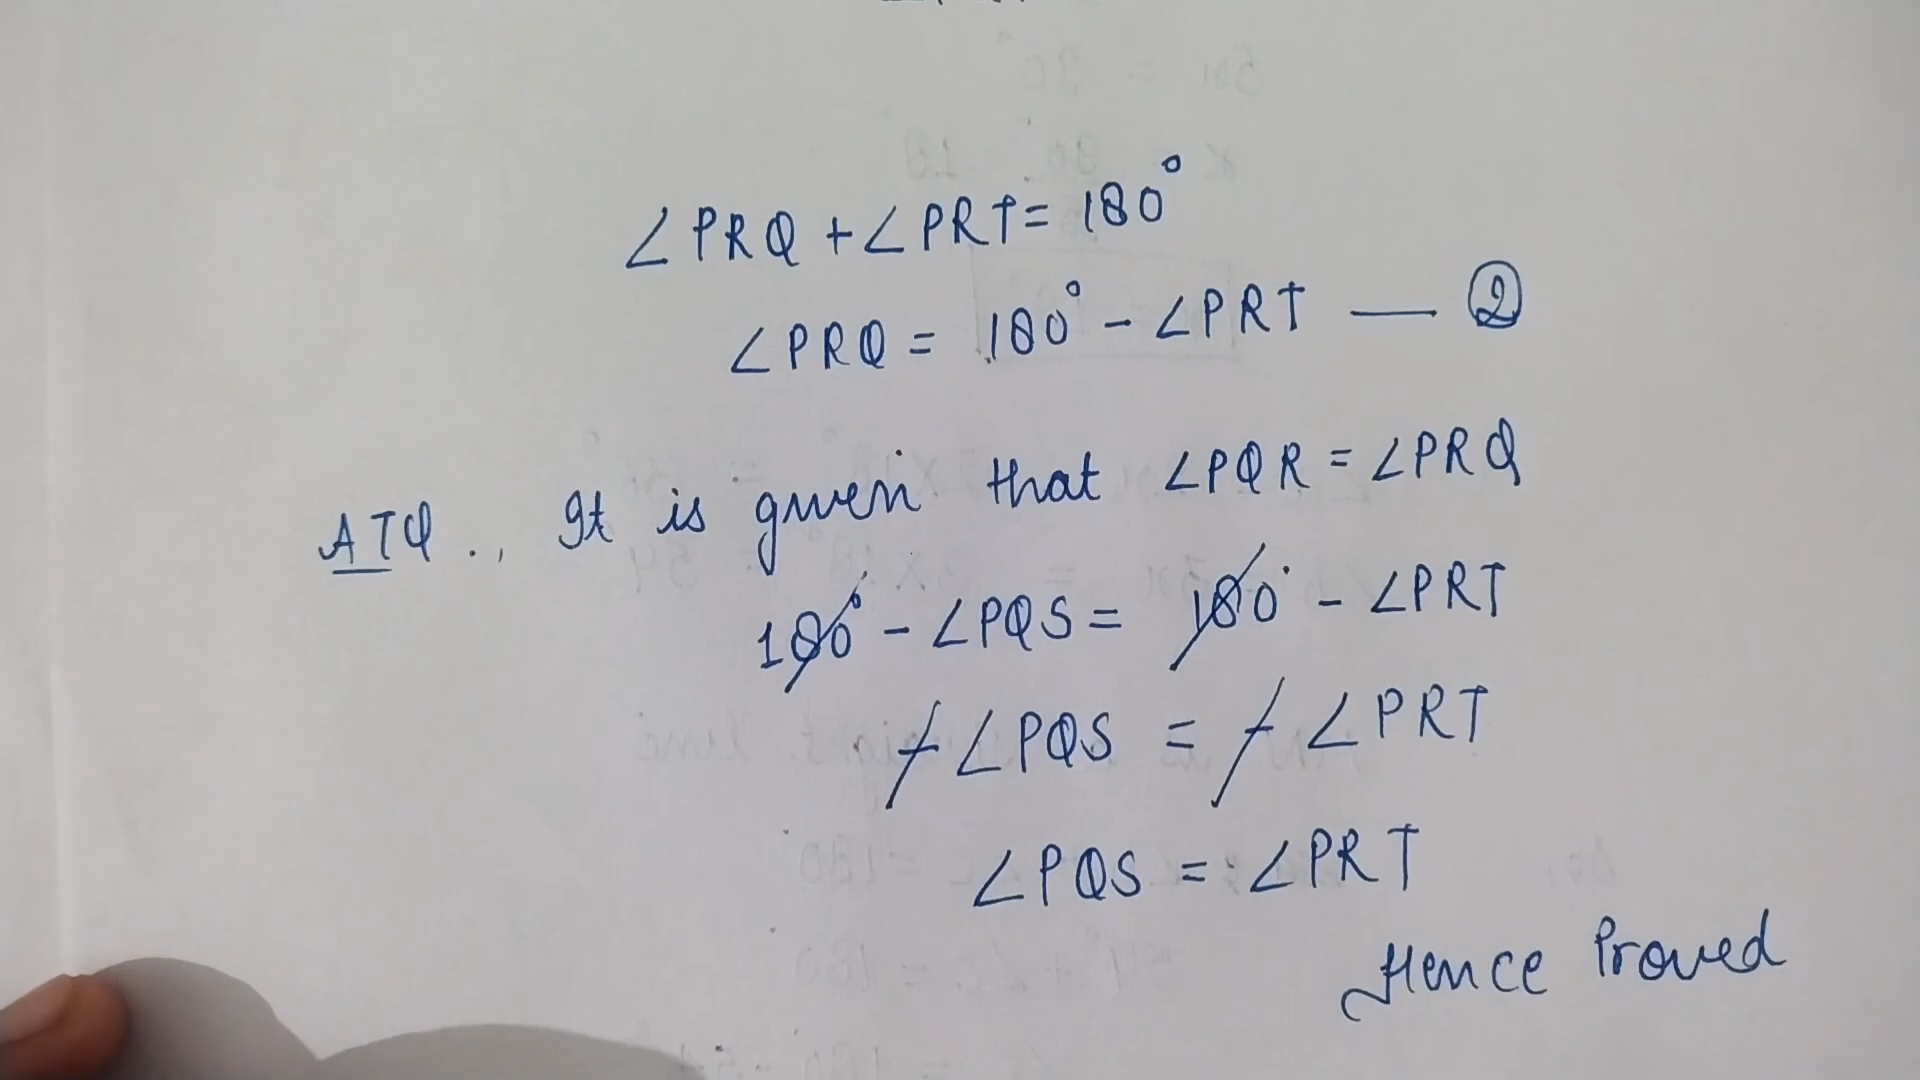 ∠PRQ + ∠PRT = 180°
∠PRQ = 180° - ∠PRT — ②
ATQ., It is given that ∠PQR = ∠PRQ
180° - ∠PQS = 180° - ∠PRT
- ∠PQS = - ∠PRT
∠PQS = ∠PRT
Hence Proved